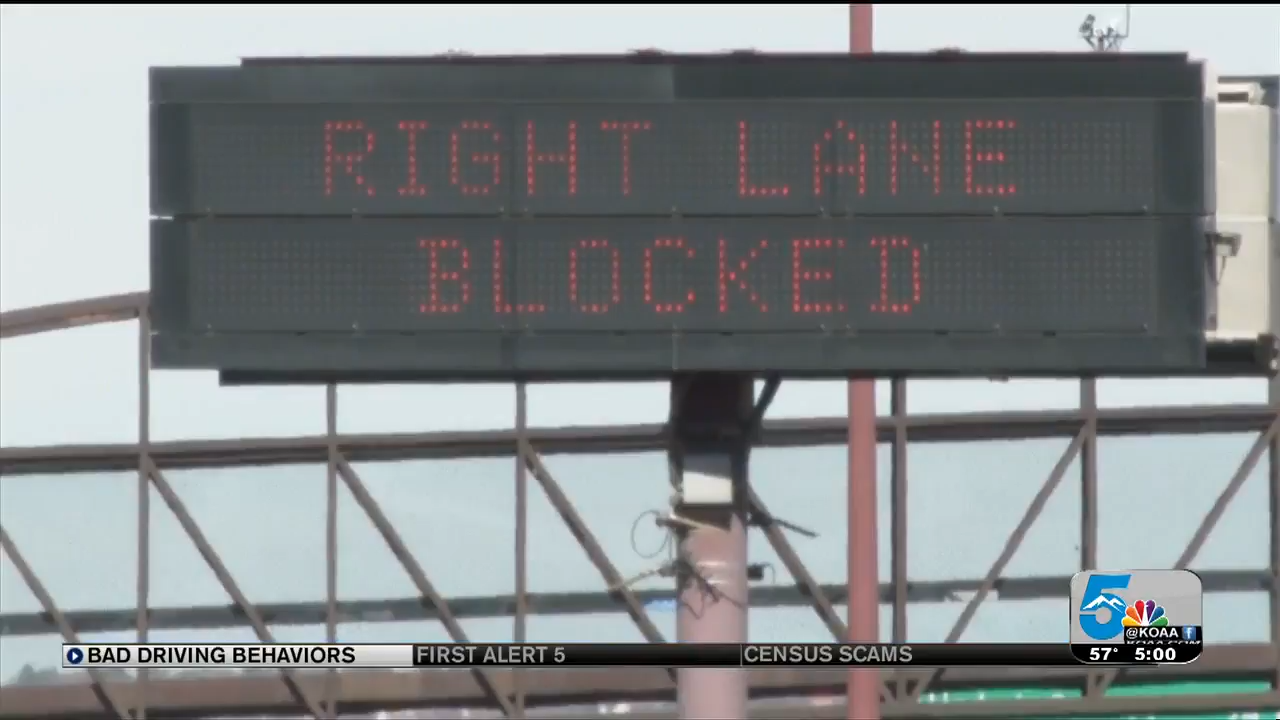 RIGHT LANE
BLOCKED
5
@KOAA
BAD DRIVING BEHAVIORS
FIRST ALERT 5
CENSUS SCAMS
57° 5:00